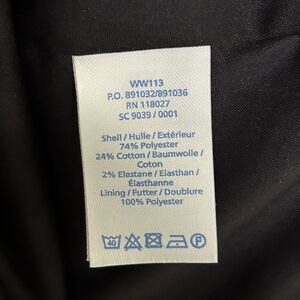 WW113
P.O. 891032/891036
RN 118027
SC 9039 / 0001
Shell / Hulle / Extérieur
74% Polyester
24% Cotton / Baumwolle /
Coton
2% Elastane / Elasthan /
Élasthanne
Lining / Futter / Doublure
100% Polyester
40 P